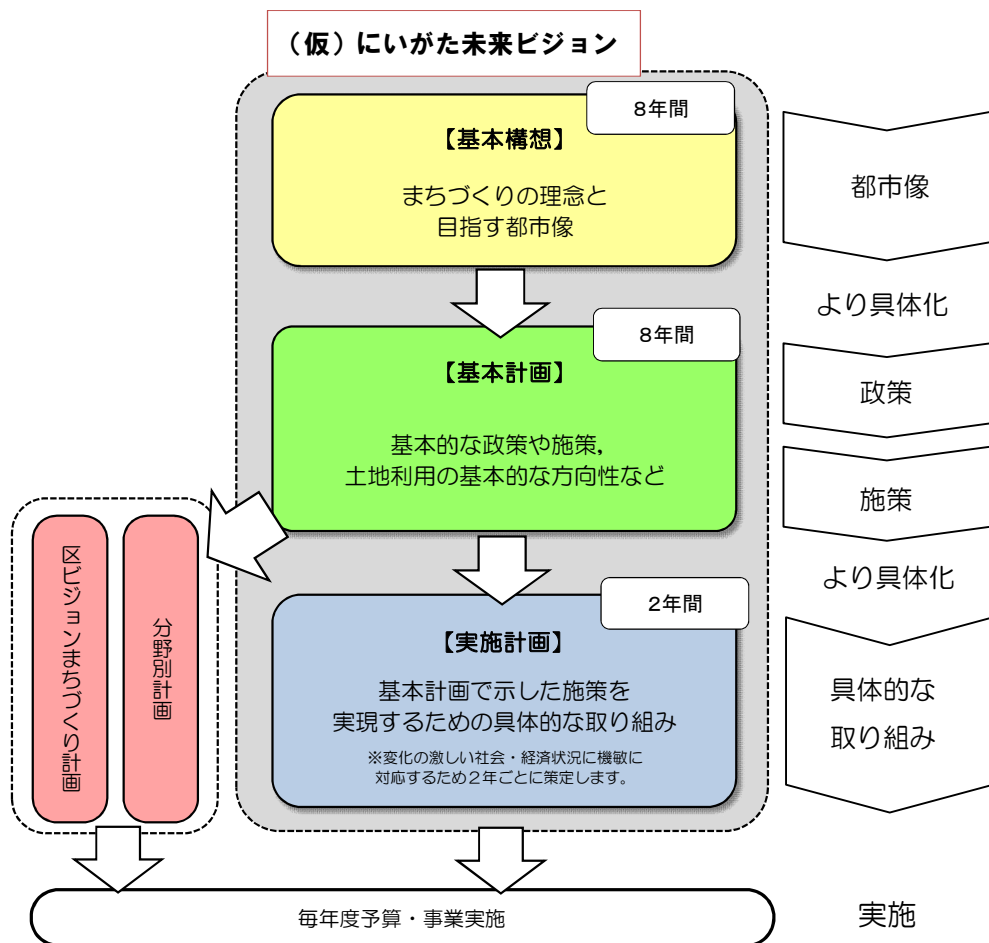 （仮）にいがた未来ビジョン
8年間
【基本構想】
まちづくりの理念と
目指す都市像
都市像
より具体化
8年間
【基本計画】
基本的な政策や施策，
土地利用の基本的な方向性など
政策
施策
より具体化
区ビジョンまちづくり計画
分野別計画
2年間
【実施計画】
基本計画で示した施策を
実現するための具体的な取り組み
※変化の激しい社会・経済状況に機敏に
対応するため２年ごとに策定します。
具体的な
取り組み
毎年度予算・事業実施
実施